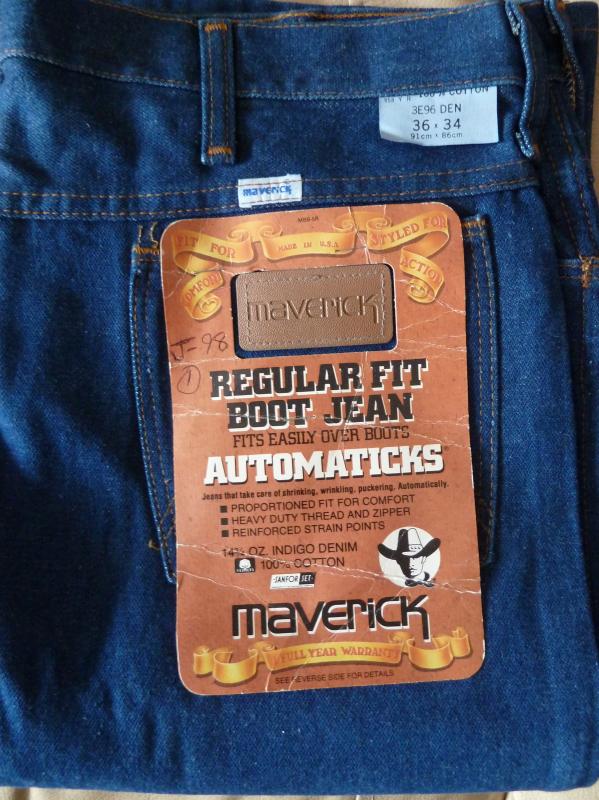 100% COTTON
3E96 DEN
36 x 34
91cm x 86cm
maverick
FIT FOR COMFORT
MADE IN U.S.A.
STYLED FOR ACTION
maverick
J-98
1
REGULAR FIT
BOOT JEAN
FITS EASILY OVER BOOTS
AUTOMATICKS
Jeans that take care of shrinking, wrinkling, puckering, Automatically.
■ PROPORTIONED FIT FOR COMFORT
■ HEAVY DUTY THREAD AND ZIPPER
■ REINFORCED STRAIN POINTS
OZ. INDIGO DENIM
100% COTTON
SANFOR SET
maverick
FULL YEAR WARRANTY
SEE REVERSE SIDE FOR DETAILS